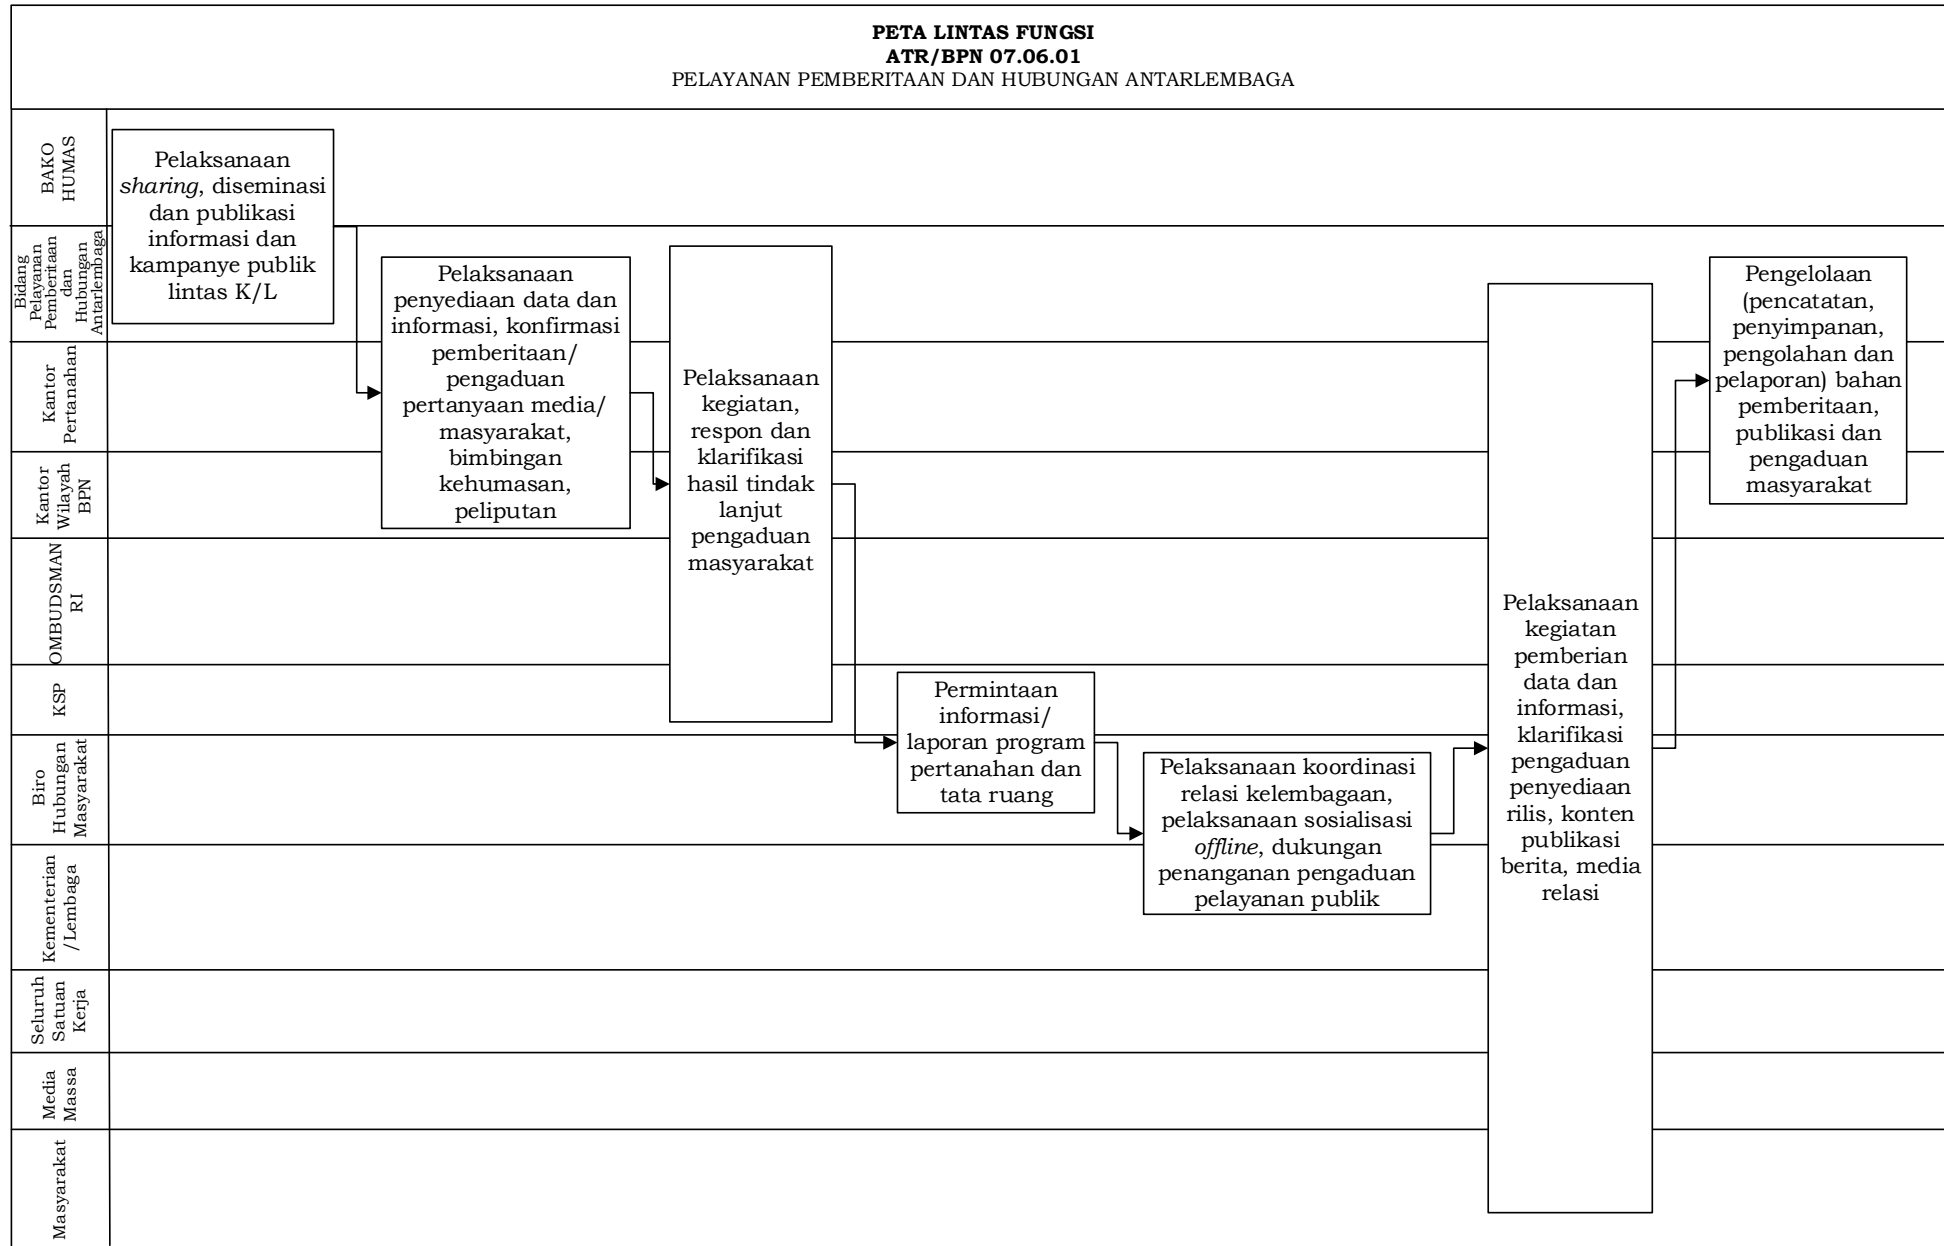 PETA LINTAS FUNGSI
ATR/BPN 07.06.01
PELAYANAN PEMBERITAAN DAN HUBUNGAN ANTARLEMBAGA
BAKO
HUMAS
Bidang
Pelayanan
Pemberitaan
dan
Hubungan
Antarlembaga
Kantor
Pertanahan
Kantor
Wilayah
BPN
OMBUDSMAN
RI
KSP
Biro
Hubungan
Masyarakat
Kementerian
/Lembaga
Seluruh
Satuan
Kerja
Media
Massa
Masyarakat
Pelaksanaan
sharing, diseminasi
dan publikasi
informasi dan
kampanye publik
lintas K/L
Pelaksanaan
penyediaan data dan
informasi, konfirmasi
pemberitaan/
pengaduan
pertanyaan media/
masyarakat,
bimbingan
kehumasan,
peliputan
Pelaksanaan
kegiatan,
respon dan
klarifikasi
hasil tindak
lanjut
pengaduan
masyarakat
Permintaan
informasi/
laporan program
pertanahan dan
tata ruang
Pelaksanaan koordinasi
relasi kelembagaan,
pelaksanaan sosialisasi
offline, dukungan
penanganan pengaduan
pelayanan publik
Pelaksanaan
kegiatan
pemberian
data dan
informasi,
klarifikasi
pengaduan
penyediaan
rilis, konten
publikasi
berita, media
relasi
Pengelolaan
(pencatatan,
penyimpanan,
pengolahan dan
pelaporan) bahan
pemberitaan,
publikasi dan
pengaduan
masyarakat